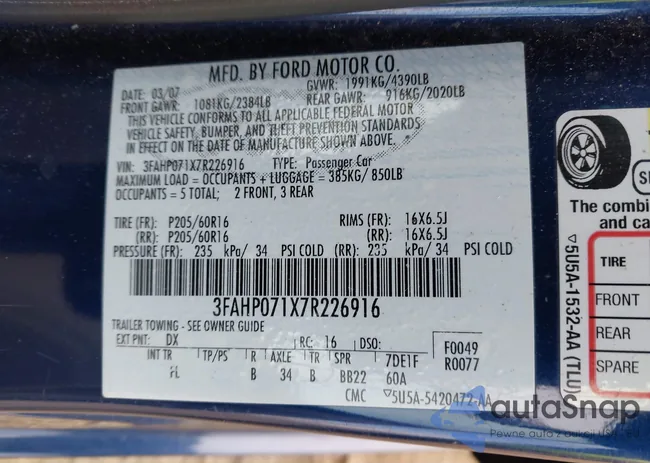 MFD. BY FORD MOTOR CO.
DATE: 03/07 GVWR: 1991KG/4390LB
FRONT GAWR: 1081KG/2384LB REAR GAWR: 916KG/2020LB
THIS VEHICLE CONFORMS TO ALL APPLICABLE FEDERAL MOTOR
VEHICLE SAFETY, BUMPER, AND THEFT PREVENTION STANDARDS
IN EFFECT ON THE DATE OF MANUFACTURE SHOWN ABOVE.
VIN: 3FAHP071X7R226916 TYPE: Passenger Car
MAXIMUM LOAD = OCCUPANTS + LUGGAGE = 385KG/ 850LB
OCCUPANTS = 5 TOTAL; 2 FRONT, 3 REAR
TIRE (FR): P205/60R16 RIMS (FR): 16X6.5J
(RR): P205/60R16 (RR): 16X6.5J
PRESSURE (FR): 235 kPa/ 34 PSI COLD (RR): 235 kPa/ 34 PSI COLD
3FAHP071X7R226916
TRAILER TOWING - SEE OWNER GUIDE
EXT PNT: DX RC: 16 DSO: F0049
INT TR TP/PS R AXLE TR SPR 7DE1F R0077
FL B 34 B BB22 60A
CMC ▽5U5A-5420472-AA
The combi
and ca
TIRE
FRONT
REAR
SPARE
▽5U5A-1532-AA (TLU)
autoSnap